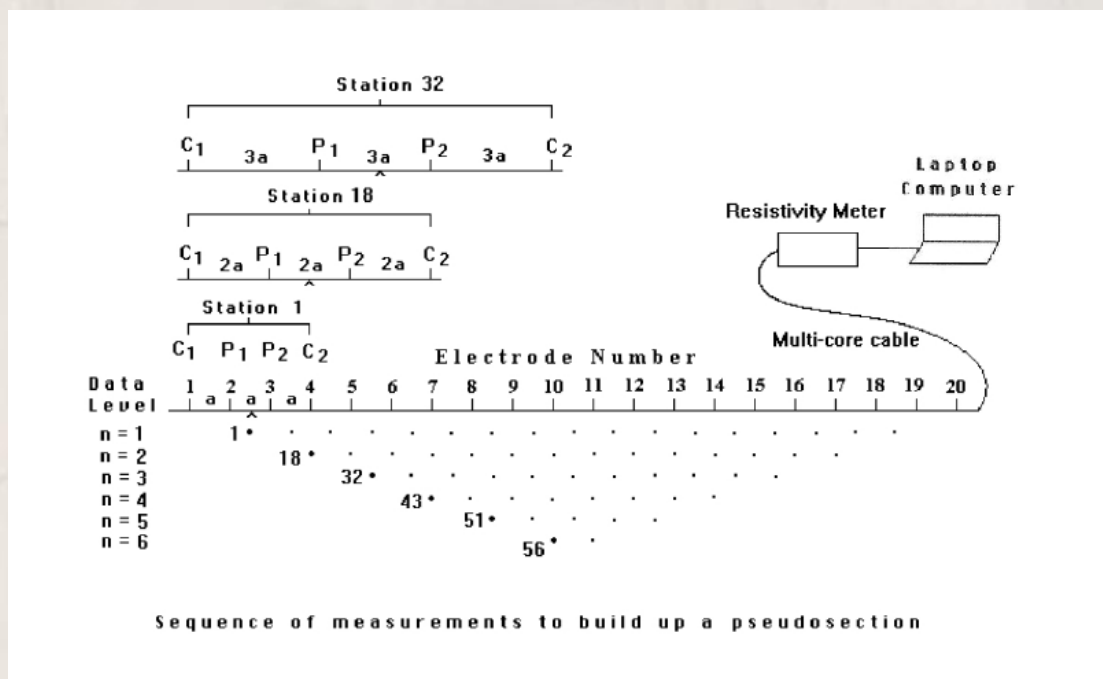 Station 32
C1 3a P1 3a P2 3a C2
Station 18
C1 2a P1 2a P2 2a C2
Station 1
C1 P1 P2 C2
Laptop
Computer
Resistivity Meter
Multi-core cable
Electrode Number
Data
Level
1 2 3 4 5 6 7 8 9 10 11 12 13 14 15 16 17 18 19 20
a a a
n = 1 1
n = 2 18
n = 3 32
n = 4 43
n = 5 51
n = 6 56
Sequence of measurements to build up a pseudosection